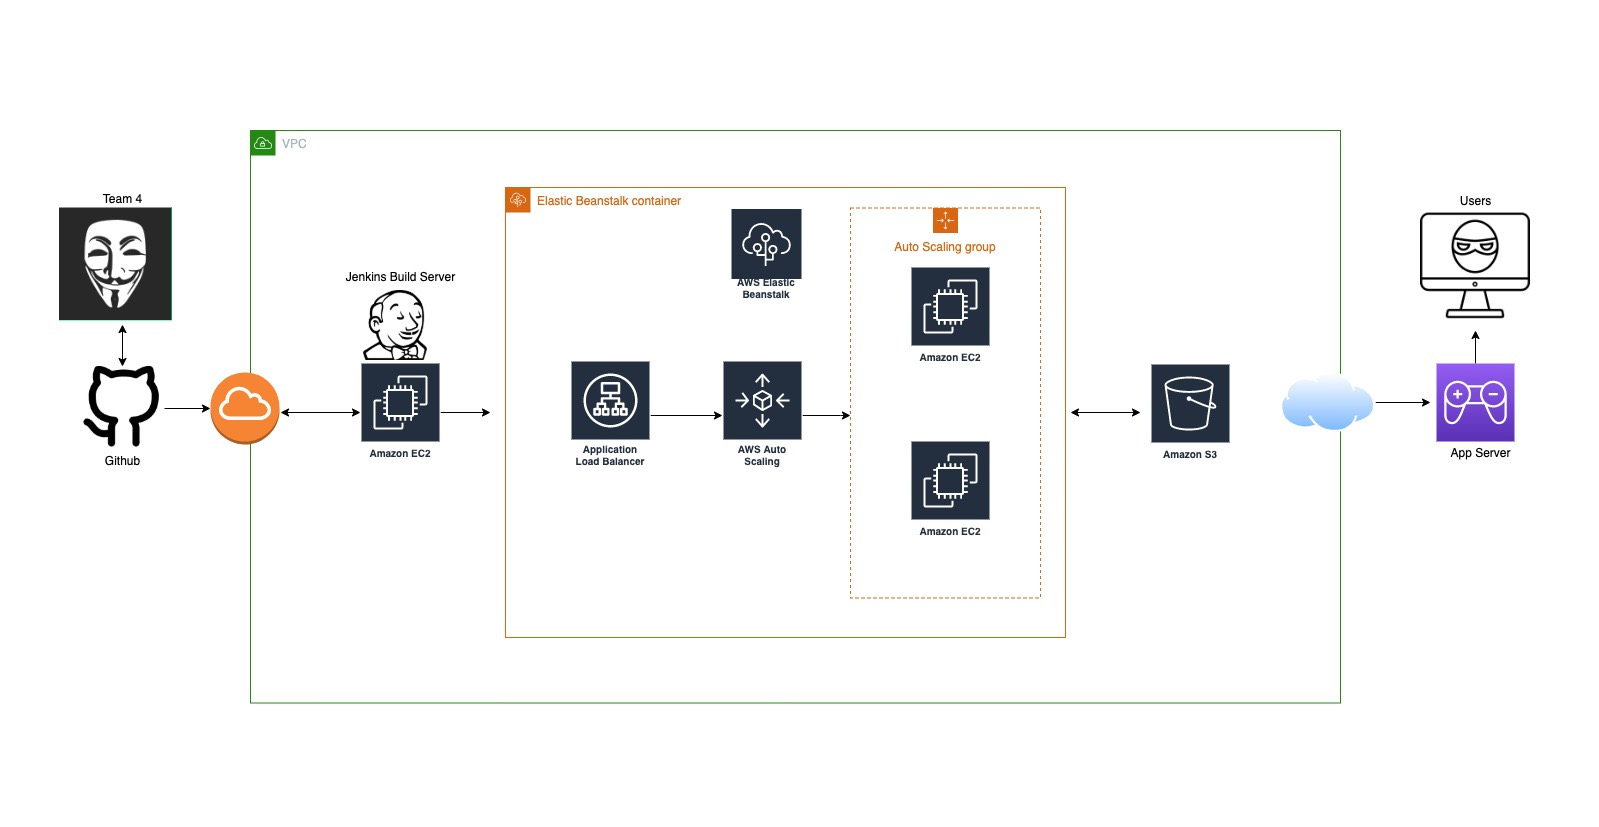 VPC
Team 4
Github
Jenkins Build Server
Amazon EC2
Elastic Beanstalk container
AWS Elastic
Beanstalk
Application
Load Balancer
AWS Auto
Scaling
Auto Scaling group
Amazon EC2
Amazon EC2
Amazon S3
Users
App Server